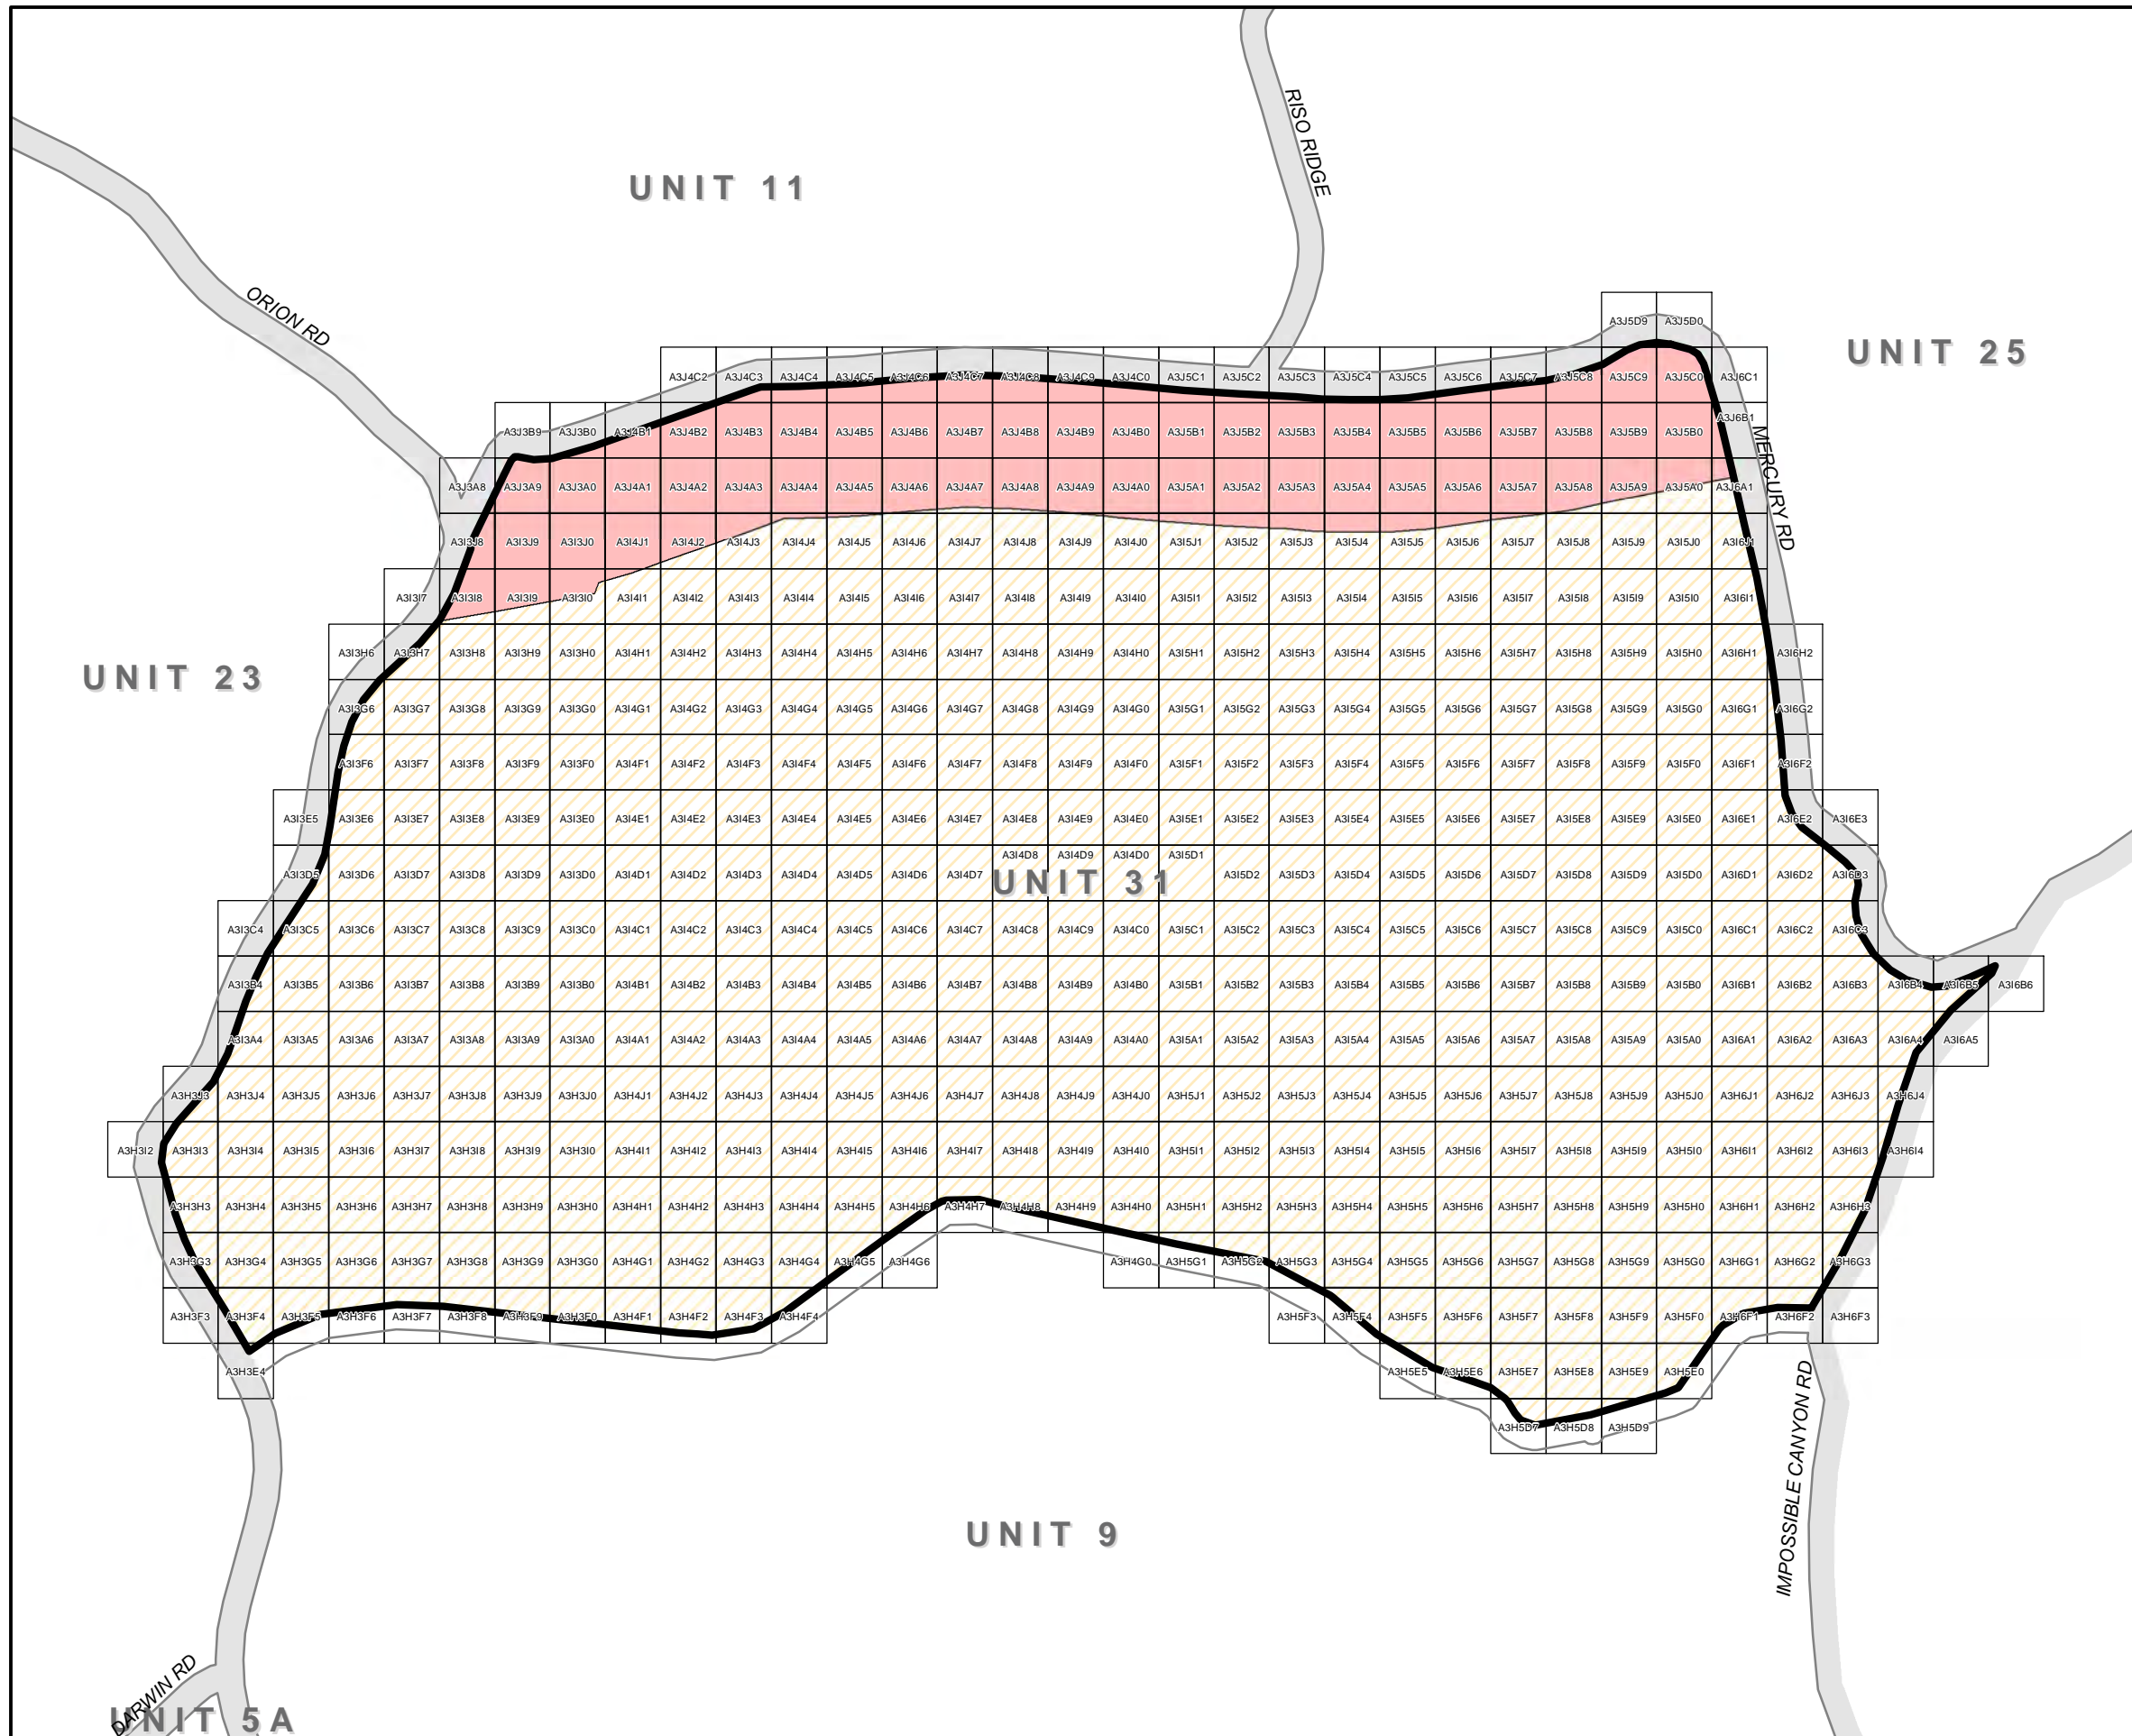 RISO RIDGE
UNIT 11
ORION RD
A3J5D9 A3J5D0
UNIT 25
A3J4C2 A3J4C3 A3J4C4 A3J4C5 A3J4C6 A3J4C7 A3J4C8 A3J4C9 A3J4C0 A3J5C1 A3J5C2 A3J5C3 A3J5C4 A3J5C5 A3J5C6 A3J5C7 A3J5C8 A3J5C9 A3J5C0 A3J6C1
A3J3B9 A3J3B0 A3J4B1 A3J4B2 A3J4B3 A3J4B4 A3J4B5 A3J4B6 A3J4B7 A3J4B8 A3J4B9 A3J4B0 A3J5B1 A3J5B2 A3J5B3 A3J5B4 A3J5B5 A3J5B6 A3J5B7 A3J5B8 A3J5B9 A3J5B0 A3J6B1
MERCURY RD
A3J3A8 A3J3A9 A3J3A0 A3J4A1 A3J4A2 A3J4A3 A3J4A4 A3J4A5 A3J4A6 A3J4A7 A3J4A8 A3J4A9 A3J4A0 A3J5A1 A3J5A2 A3J5A3 A3J5A4 A3J5A5 A3J5A6 A3J5A7 A3J5A8 A3J5A9 A3J5A0 A3J6A1
A3I3J8 A3I3J9 A3I3J0 A3I4J1 A3I4J2 A3I4J3 A3I4J4 A3I4J5 A3I4J6 A3I4J7 A3I4J8 A3I4J9 A3I4J0 A3I5J1 A3I5J2 A3I5J3 A3I5J4 A3I5J5 A3I5J6 A3I5J7 A3I5J8 A3I5J9 A3I5J0 A3I6J1
A3I3I7 A3I3I8 A3I3I9 A3I3I0 A3I4I1 A3I4I2 A3I4I3 A3I4I4 A3I4I5 A3I4I6 A3I4I7 A3I4I8 A3I4I9 A3I4I0 A3I5I1 A3I5I2 A3I5I3 A3I5I4 A3I5I5 A3I5I6 A3I5I7 A3I5I8 A3I5I9 A3I5I0 A3I6I1
A3I3H6 A3I3H7 A3I3H8 A3I3H9 A3I3H0 A3I4H1 A3I4H2 A3I4H3 A3I4H4 A3I4H5 A3I4H6 A3I4H7 A3I4H8 A3I4H9 A3I4H0 A3I5H1 A3I5H2 A3I5H3 A3I5H4 A3I5H5 A3I5H6 A3I5H7 A3I5H8 A3I5H9 A3I5H0 A3I6H1 A3I6H2
UNIT 23
A3I3G6 A3I3G7 A3I3G8 A3I3G9 A3I3G0 A3I4G1 A3I4G2 A3I4G3 A3I4G4 A3I4G5 A3I4G6 A3I4G7 A3I4G8 A3I4G9 A3I4G0 A3I5G1 A3I5G2 A3I5G3 A3I5G4 A3I5G5 A3I5G6 A3I5G7 A3I5G8 A3I5G9 A3I5G0 A3I6G1 A3I6G2
A3I3F6 A3I3F7 A3I3F8 A3I3F9 A3I3F0 A3I4F1 A3I4F2 A3I4F3 A3I4F4 A3I4F5 A3I4F6 A3I4F7 A3I4F8 A3I4F9 A3I4F0 A3I5F1 A3I5F2 A3I5F3 A3I5F4 A3I5F5 A3I5F6 A3I5F7 A3I5F8 A3I5F9 A3I5F0 A3I6F1 A3I6F2
A3I3E5 A3I3E6 A3I3E7 A3I3E8 A3I3E9 A3I3E0 A3I4E1 A3I4E2 A3I4E3 A3I4E4 A3I4E5 A3I4E6 A3I4E7 A3I4E8 A3I4E9 A3I4E0 A3I5E1 A3I5E2 A3I5E3 A3I5E4 A3I5E5 A3I5E6 A3I5E7 A3I5E8 A3I5E9 A3I5E0 A3I6E1 A3I6E2 A3I6E3
A3I4D8 A3I4D9 A3I4D0 A3I5D1
A3I3D5 A3I3D6 A3I3D7 A3I3D8 A3I3D9 A3I3D0 A3I4D1 A3I4D2 A3I4D3 A3I4D4 A3I4D5 A3I4D6 A3I4D7 UNIT 31 A3I5D2 A3I5D3 A3I5D4 A3I5D5 A3I5D6 A3I5D7 A3I5D8 A3I5D9 A3I5D0 A3I6D1 A3I6D2 A3I6D3
A3I3C4 A3I3C5 A3I3C6 A3I3C7 A3I3C8 A3I3C9 A3I3C0 A3I4C1 A3I4C2 A3I4C3 A3I4C4 A3I4C5 A3I4C6 A3I4C7 A3I4C8 A3I4C9 A3I4C0 A3I5C1 A3I5C2 A3I5C3 A3I5C4 A3I5C5 A3I5C6 A3I5C7 A3I5C8 A3I5C9 A3I5C0 A3I6C1 A3I6C2 A3I6C3
A3I3B4 A3I3B5 A3I3B6 A3I3B7 A3I3B8 A3I3B9 A3I3B0 A3I4B1 A3I4B2 A3I4B3 A3I4B4 A3I4B5 A3I4B6 A3I4B7 A3I4B8 A3I4B9 A3I4B0 A3I5B1 A3I5B2 A3I5B3 A3I5B4 A3I5B5 A3I5B6 A3I5B7 A3I5B8 A3I5B9 A3I5B0 A3I6B1 A3I6B2 A3I6B3 A3I6B4 A3I6B5 A3I6B6
A3I3A4 A3I3A5 A3I3A6 A3I3A7 A3I3A8 A3I3A9 A3I3A0 A3I4A1 A3I4A2 A3I4A3 A3I4A4 A3I4A5 A3I4A6 A3I4A7 A3I4A8 A3I4A9 A3I4A0 A3I5A1 A3I5A2 A3I5A3 A3I5A4 A3I5A5 A3I5A6 A3I5A7 A3I5A8 A3I5A9 A3I5A0 A3I6A1 A3I6A2 A3I6A3 A3I6A4 A3I6A5
A3H3J3 A3H3J4 A3H3J5 A3H3J6 A3H3J7 A3H3J8 A3H3J9 A3H3J0 A3H4J1 A3H4J2 A3H4J3 A3H4J4 A3H4J5 A3H4J6 A3H4J7 A3H4J8 A3H4J9 A3H4J0 A3H5J1 A3H5J2 A3H5J3 A3H5J4 A3H5J5 A3H5J6 A3H5J7 A3H5J8 A3H5J9 A3H5J0 A3H6J1 A3H6J2 A3H6J3 A3H6J4
A3H3I2 A3H3I3 A3H3I4 A3H3I5 A3H3I6 A3H3I7 A3H3I8 A3H3I9 A3H3I0 A3H4I1 A3H4I2 A3H4I3 A3H4I4 A3H4I5 A3H4I6 A3H4I7 A3H4I8 A3H4I9 A3H4I0 A3H5I1 A3H5I2 A3H5I3 A3H5I4 A3H5I5 A3H5I6 A3H5I7 A3H5I8 A3H5I9 A3H5I0 A3H6I1 A3H6I2 A3H6I3 A3H6I4
A3H3H3 A3H3H4 A3H3H5 A3H3H6 A3H3H7 A3H3H8 A3H3H9 A3H3H0 A3H4H1 A3H4H2 A3H4H3 A3H4H4 A3H4H5 A3H4H6 A3H4H7 A3H4H8 A3H4H9 A3H4H0 A3H5H1 A3H5H2 A3H5H3 A3H5H4 A3H5H5 A3H5H6 A3H5H7 A3H5H8 A3H5H9 A3H5H0 A3H6H1 A3H6H2 A3H6H3
A3H3G3 A3H3G4 A3H3G5 A3H3G6 A3H3G7 A3H3G8 A3H3G9 A3H3G0 A3H4G1 A3H4G2 A3H4G3 A3H4G4 A3H4G5 A3H4G6 A3H4G0 A3H5G1 A3H5G2 A3H5G3 A3H5G4 A3H5G5 A3H5G6 A3H5G7 A3H5G8 A3H5G9 A3H5G0 A3H6G1 A3H6G2 A3H6G3
A3H3F3 A3H3F4 A3H3F5 A3H3F6 A3H3F7 A3H3F8 A3H3F9 A3H3F0 A3H4F1 A3H4F2 A3H4F3 A3H4F4 A3H5F3 A3H5F4 A3H5F5 A3H5F6 A3H5F7 A3H5F8 A3H5F9 A3H5F0 A3H6F1 A3H6F2 A3H6F3
A3H3E4 A3H5E5 A3H5E6 A3H5E7 A3H5E8 A3H5E9 A3H5E0
A3H5D7 A3H5D8 A3H5D9
IMPOSSIBLE CANYON RD
UNIT 9
DARWIN RD
UNIT 5A